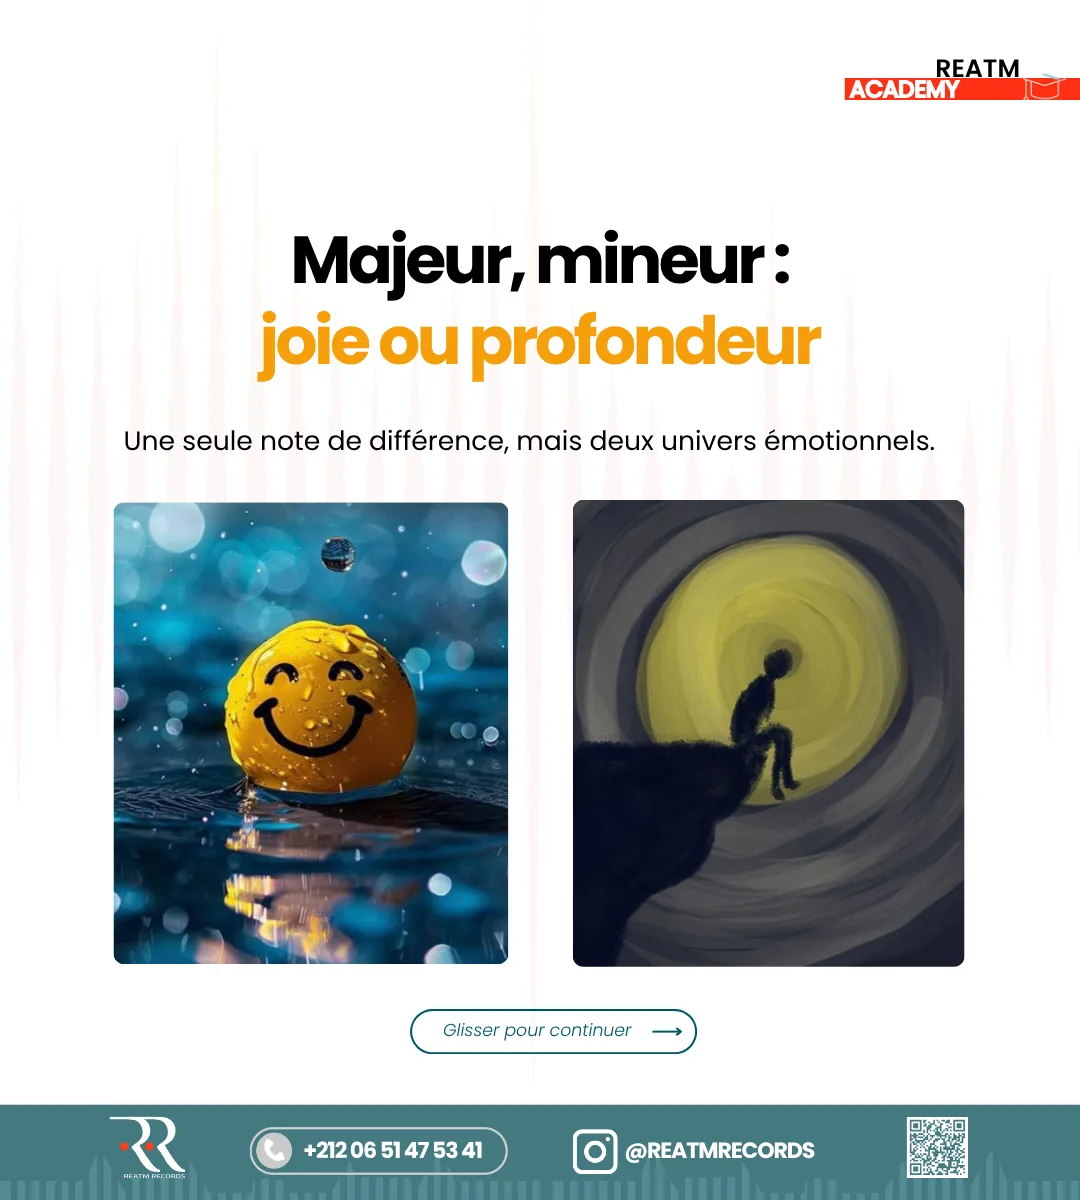 REATM
ACADEMY
Majeur, mineur :
joie ou profondeur
Une seule note de différence, mais deux univers émotionnels.
Glisser pour continuer
REATM RECORDS
+212 06 51 47 53 41
@REATMRECORDS